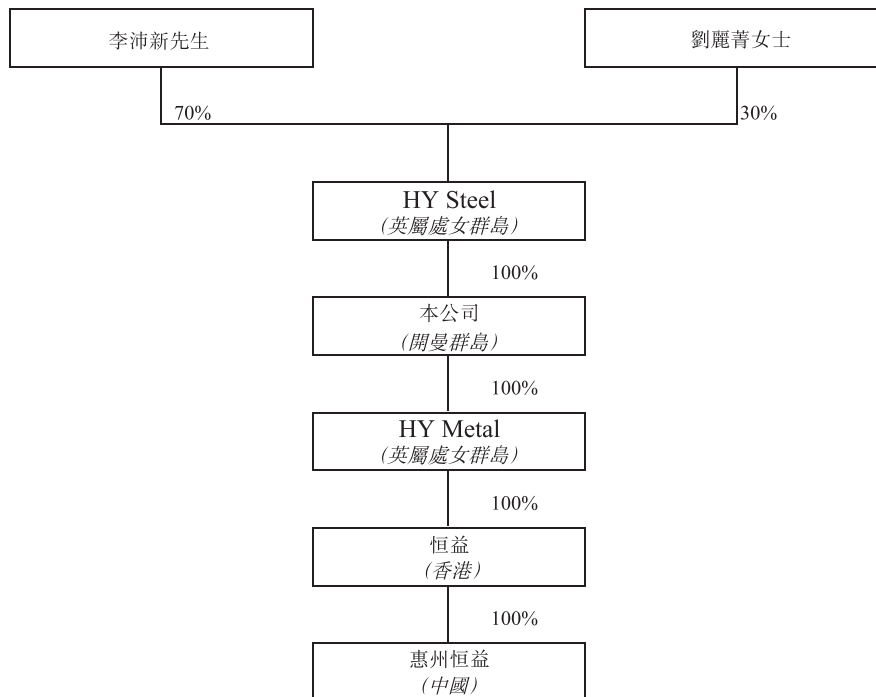 李沛新先生
劉麗菁女士
70%
30%
HY Steel
(英屬處女群島)
100%
本公司
(開曼群島)
100%
HY Metal
(英屬處女群島)
100%
恒益
(香港)
100%
惠州恒益
(中國)